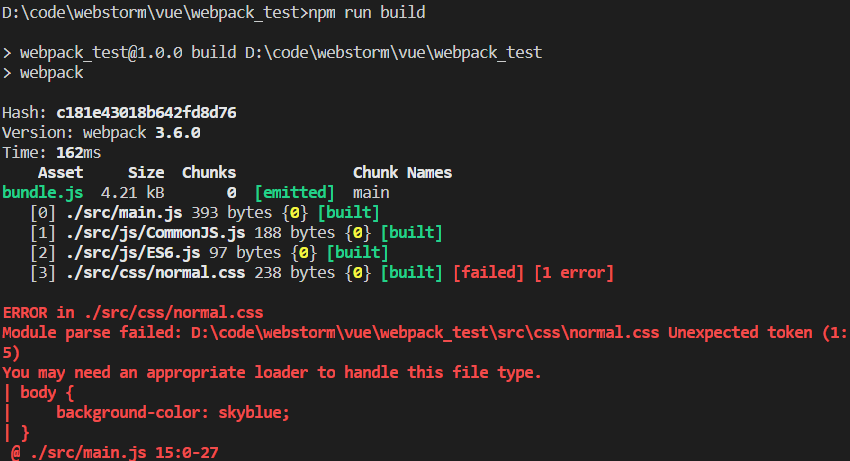 D:\code\webstorm\vue\webpack_test>npm run build
> webpack_test@1.0.0 build D:\code\webstorm\vue\webpack_test
> webpack
Hash: c181e43018b642fd8d76
Version: webpack 3.6.0
Time: 162ms
    Asset     Size  Chunks             Chunk Names
bundle.js  4.21 kB       0  [emitted]  main
   [0] ./src/main.js 393 bytes {0} [built]
   [1] ./src/js/CommonJS.js 188 bytes {0} [built]
   [2] ./src/js/ES6.js 97 bytes {0} [built]
   [3] ./src/css/normal.css 238 bytes {0} [built] [failed] [1 error]
ERROR in ./src/css/normal.css
Module parse failed: D:\code\webstorm\vue\webpack_test\src\css\normal.css Unexpected token (1:
5)
You may need an appropriate loader to handle this file type.
| body {
|     background-color: skyblue;
| }
 @ ./src/main.js 15:0-27